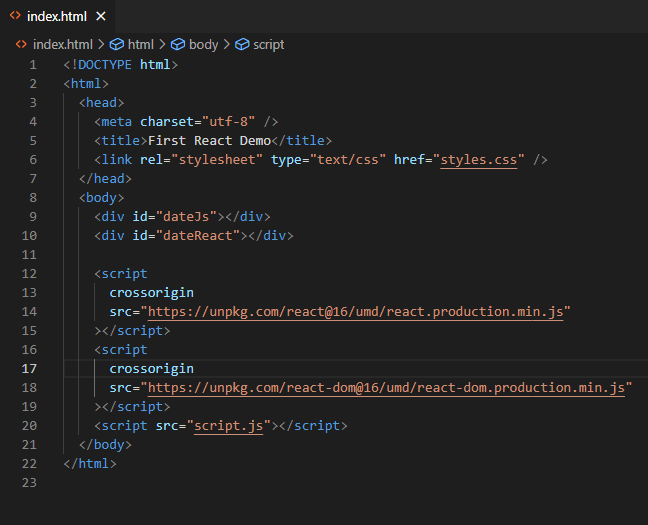 index.html
index.html > html > body > script
1 <!DOCTYPE html>
2 <html>
3   <head>
4     <meta charset="utf-8" />
5     <title>First React Demo</title>
6     <link rel="stylesheet" type="text/css" href="styles.css" />
7   </head>
8   <body>
9     <div id="dateJs"></div>
10     <div id="dateReact"></div>
11
12     <script
13       crossorigin
14       src="https://unpkg.com/react@16/umd/react.production.min.js"
15     ></script>
16     <script
17       crossorigin
18       src="https://unpkg.com/react-dom@16/umd/react-dom.production.min.js"
19     ></script>
20     <script src="script.js"></script>
21   </body>
22 </html>
23